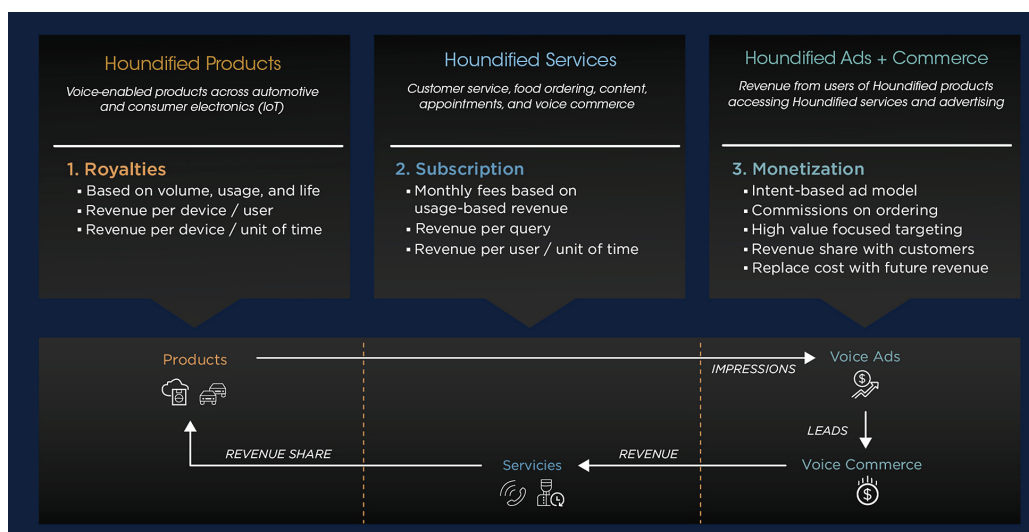 Houndified Products
Voice-enabled products across automotive
and consumer electronics (IoT)
1. Royalties
▪ Based on volume, usage, and life
▪ Revenue per device / user
▪ Revenue per device / unit of time
Houndified Services
Customer service, food ordering, content,
appointments, and voice commerce
2. Subscription
▪ Monthly fees based on
usage-based revenue
▪ Revenue per query
▪ Revenue per user / unit of time
Houndified Ads + Commerce
Revenue from users of Houndified products
accessing Houndified services and advertising
3. Monetization
▪ Intent-based ad model
▪ Commissions on ordering
▪ High value focused targeting
▪ Revenue share with customers
▪ Replace cost with future revenue
Products
IMPRESSIONS
Voice Ads
LEADS
REVENUE SHARE
Servicies
REVENUE
Voice Commerce